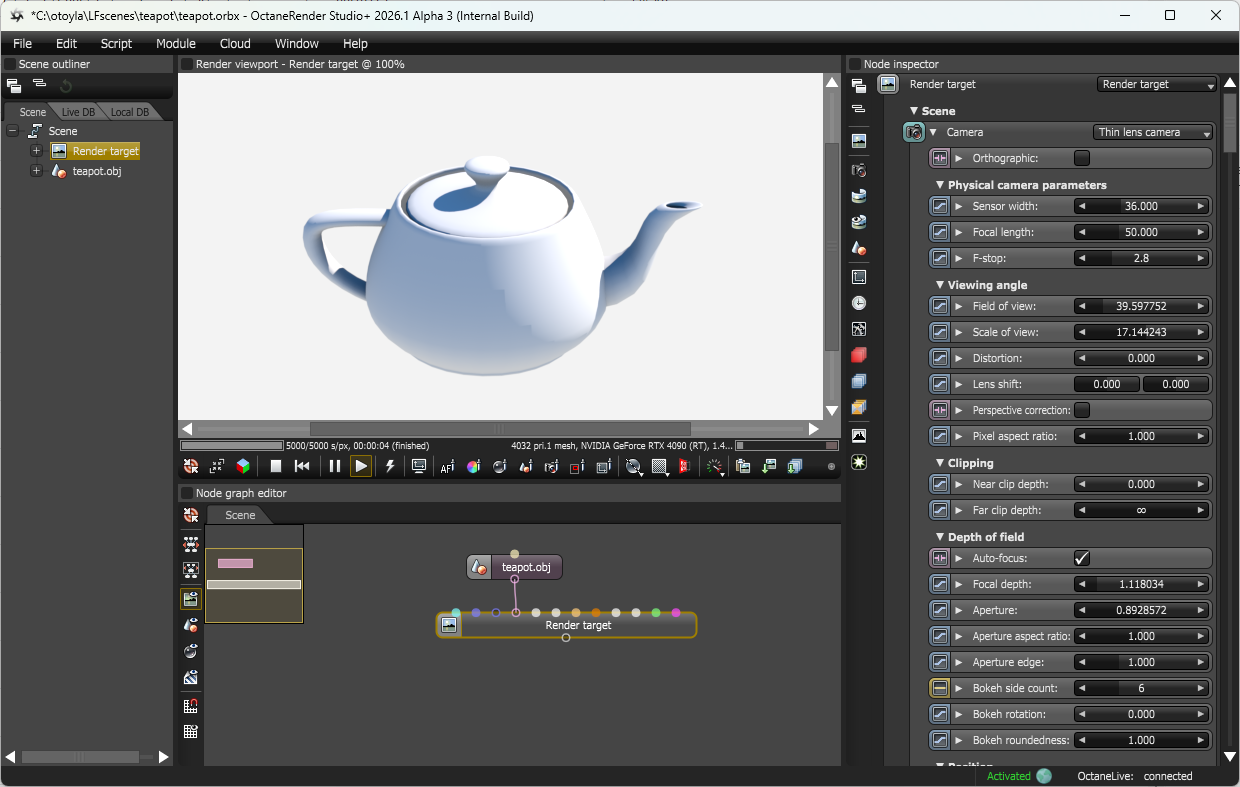 *C:\otoyla\LFscenes\teapot\teapot.orbx - OctaneRender Studio+ 2026.1 Alpha 3 (Internal Build)
File Edit Script Module Cloud Window Help
Scene outliner
Scene Live DB Local DB
Scene
Render target
teapot.obj
Render viewport - Render target @ 100%
5000/5000 s/px, 00:00:04 (finished) 4032 pri.1 mesh, NVIDIA GeForce RTX 4090 (RT), 1.4...
AF
Node graph editor
Scene
teapot.obj
Render target
Node inspector
Render target Render target
Scene
Camera Thin lens camera
Orthographic:
Physical camera parameters
Sensor width: 36.000
Focal length: 50.000
F-stop: 2.8
Viewing angle
Field of view: 39.597752
Scale of view: 17.144243
Distortion: 0.000
Lens shift: 0.000 0.000
Perspective correction:
Pixel aspect ratio: 1.000
Clipping
Near clip depth: 0.000
Far clip depth: ∞
Depth of field
Auto-focus:
Focal depth: 1.118034
Aperture: 0.8928572
Aperture aspect ratio: 1.000
Aperture edge: 1.000
Bokeh side count: 6
Bokeh rotation: 0.000
Bokeh roundedness: 1.000
Position
Activated OctaneLive: connected